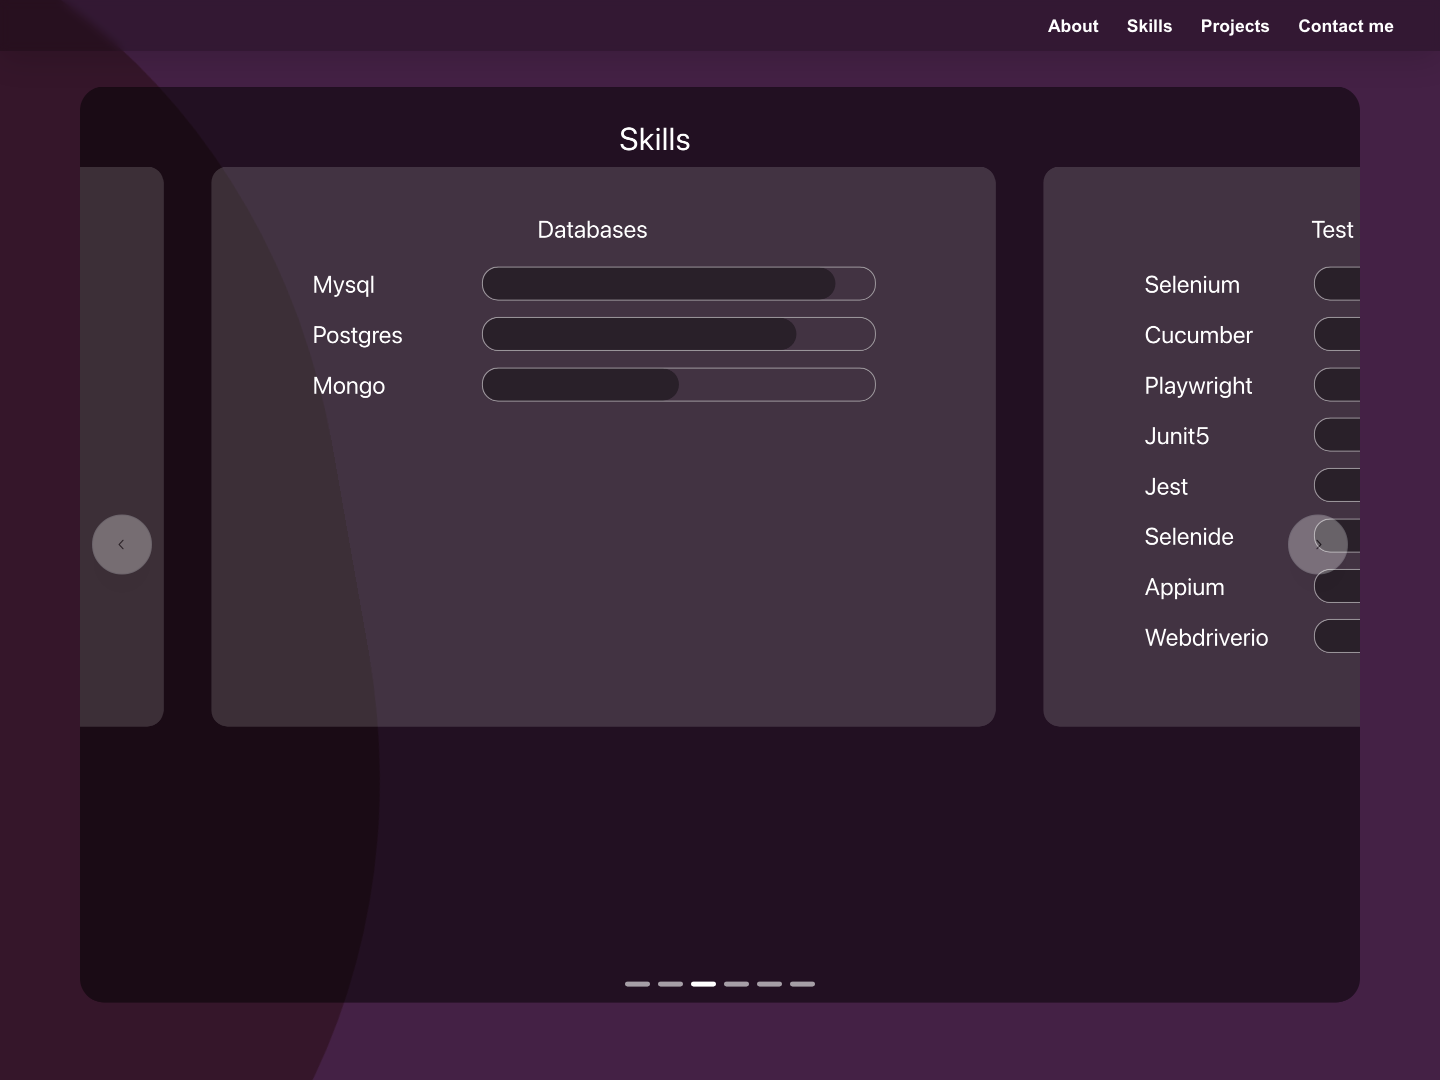 About Skills Projects Contact me
Skills
Databases
Mysql
Postgres
Mongo
Test
Selenium
Cucumber
Playwright
Junit5
Jest
Selenide
Appium
Webdriverio